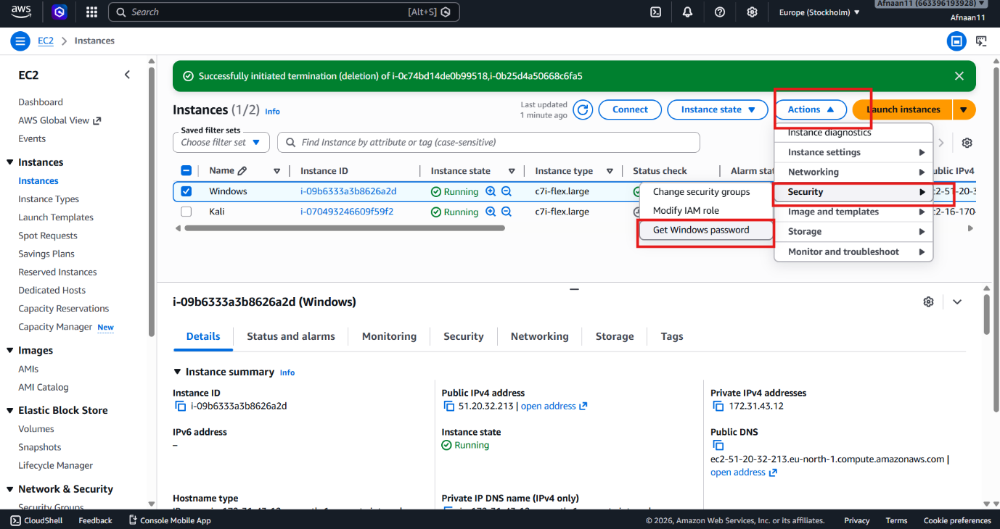 aws
Search [Alt+S]
Europe (Stockholm)
Afnaan11 (663396193928)
Afnaan11
EC2 Instances
EC2
Dashboard
AWS Global View
Events
Instances
Instances
Instance Types
Launch Templates
Spot Requests
Savings Plans
Reserved Instances
Dedicated Hosts
Capacity Reservations
Capacity Manager New
Images
AMIs
AMI Catalog
Elastic Block Store
Volumes
Snapshots
Lifecycle Manager
Network & Security
Security Groups
Successfully initiated termination (deletion) of i-0c74bd14de0b99518,i-0b25d4a50668c6fa5
Instances (1/2) Info
Last updated
1 minute ago
Connect
Instance state
Actions
Launch instances
Saved filter sets
Choose filter set
Find Instance by attribute or tag (case-sensitive)
Name Instance ID Instance state Instance type Status check Alarm stat ublic IPv4
Windows i-09b6333a3b8626a2d Running c7i-flex.large c2-51-20-3
Kali i-070493246609f59f2 Running c7i-flex.large c2-16-170-
Instance diagnostics
Instance settings
Networking
Security
Image and templates
Storage
Monitor and troubleshoot
Change security groups
Modify IAM role
Get Windows password
i-09b6333a3b8626a2d (Windows)
Details Status and alarms Monitoring Security Networking Storage Tags
Instance summary Info
Instance ID
i-09b6333a3b8626a2d
Public IPv4 address
51.20.32.213 | open address
Private IPv4 addresses
172.31.43.12
IPv6 address
–
Instance state
Running
Public DNS
ec2-51-20-32-213.eu-north-1.compute.amazonaws.com |
open address
Hostname type
Private IP DNS name (IPv4 only)
CloudShell Feedback Console Mobile App
© 2026, Amazon Web Services, Inc. or its affiliates. Privacy Terms Cookie preferences